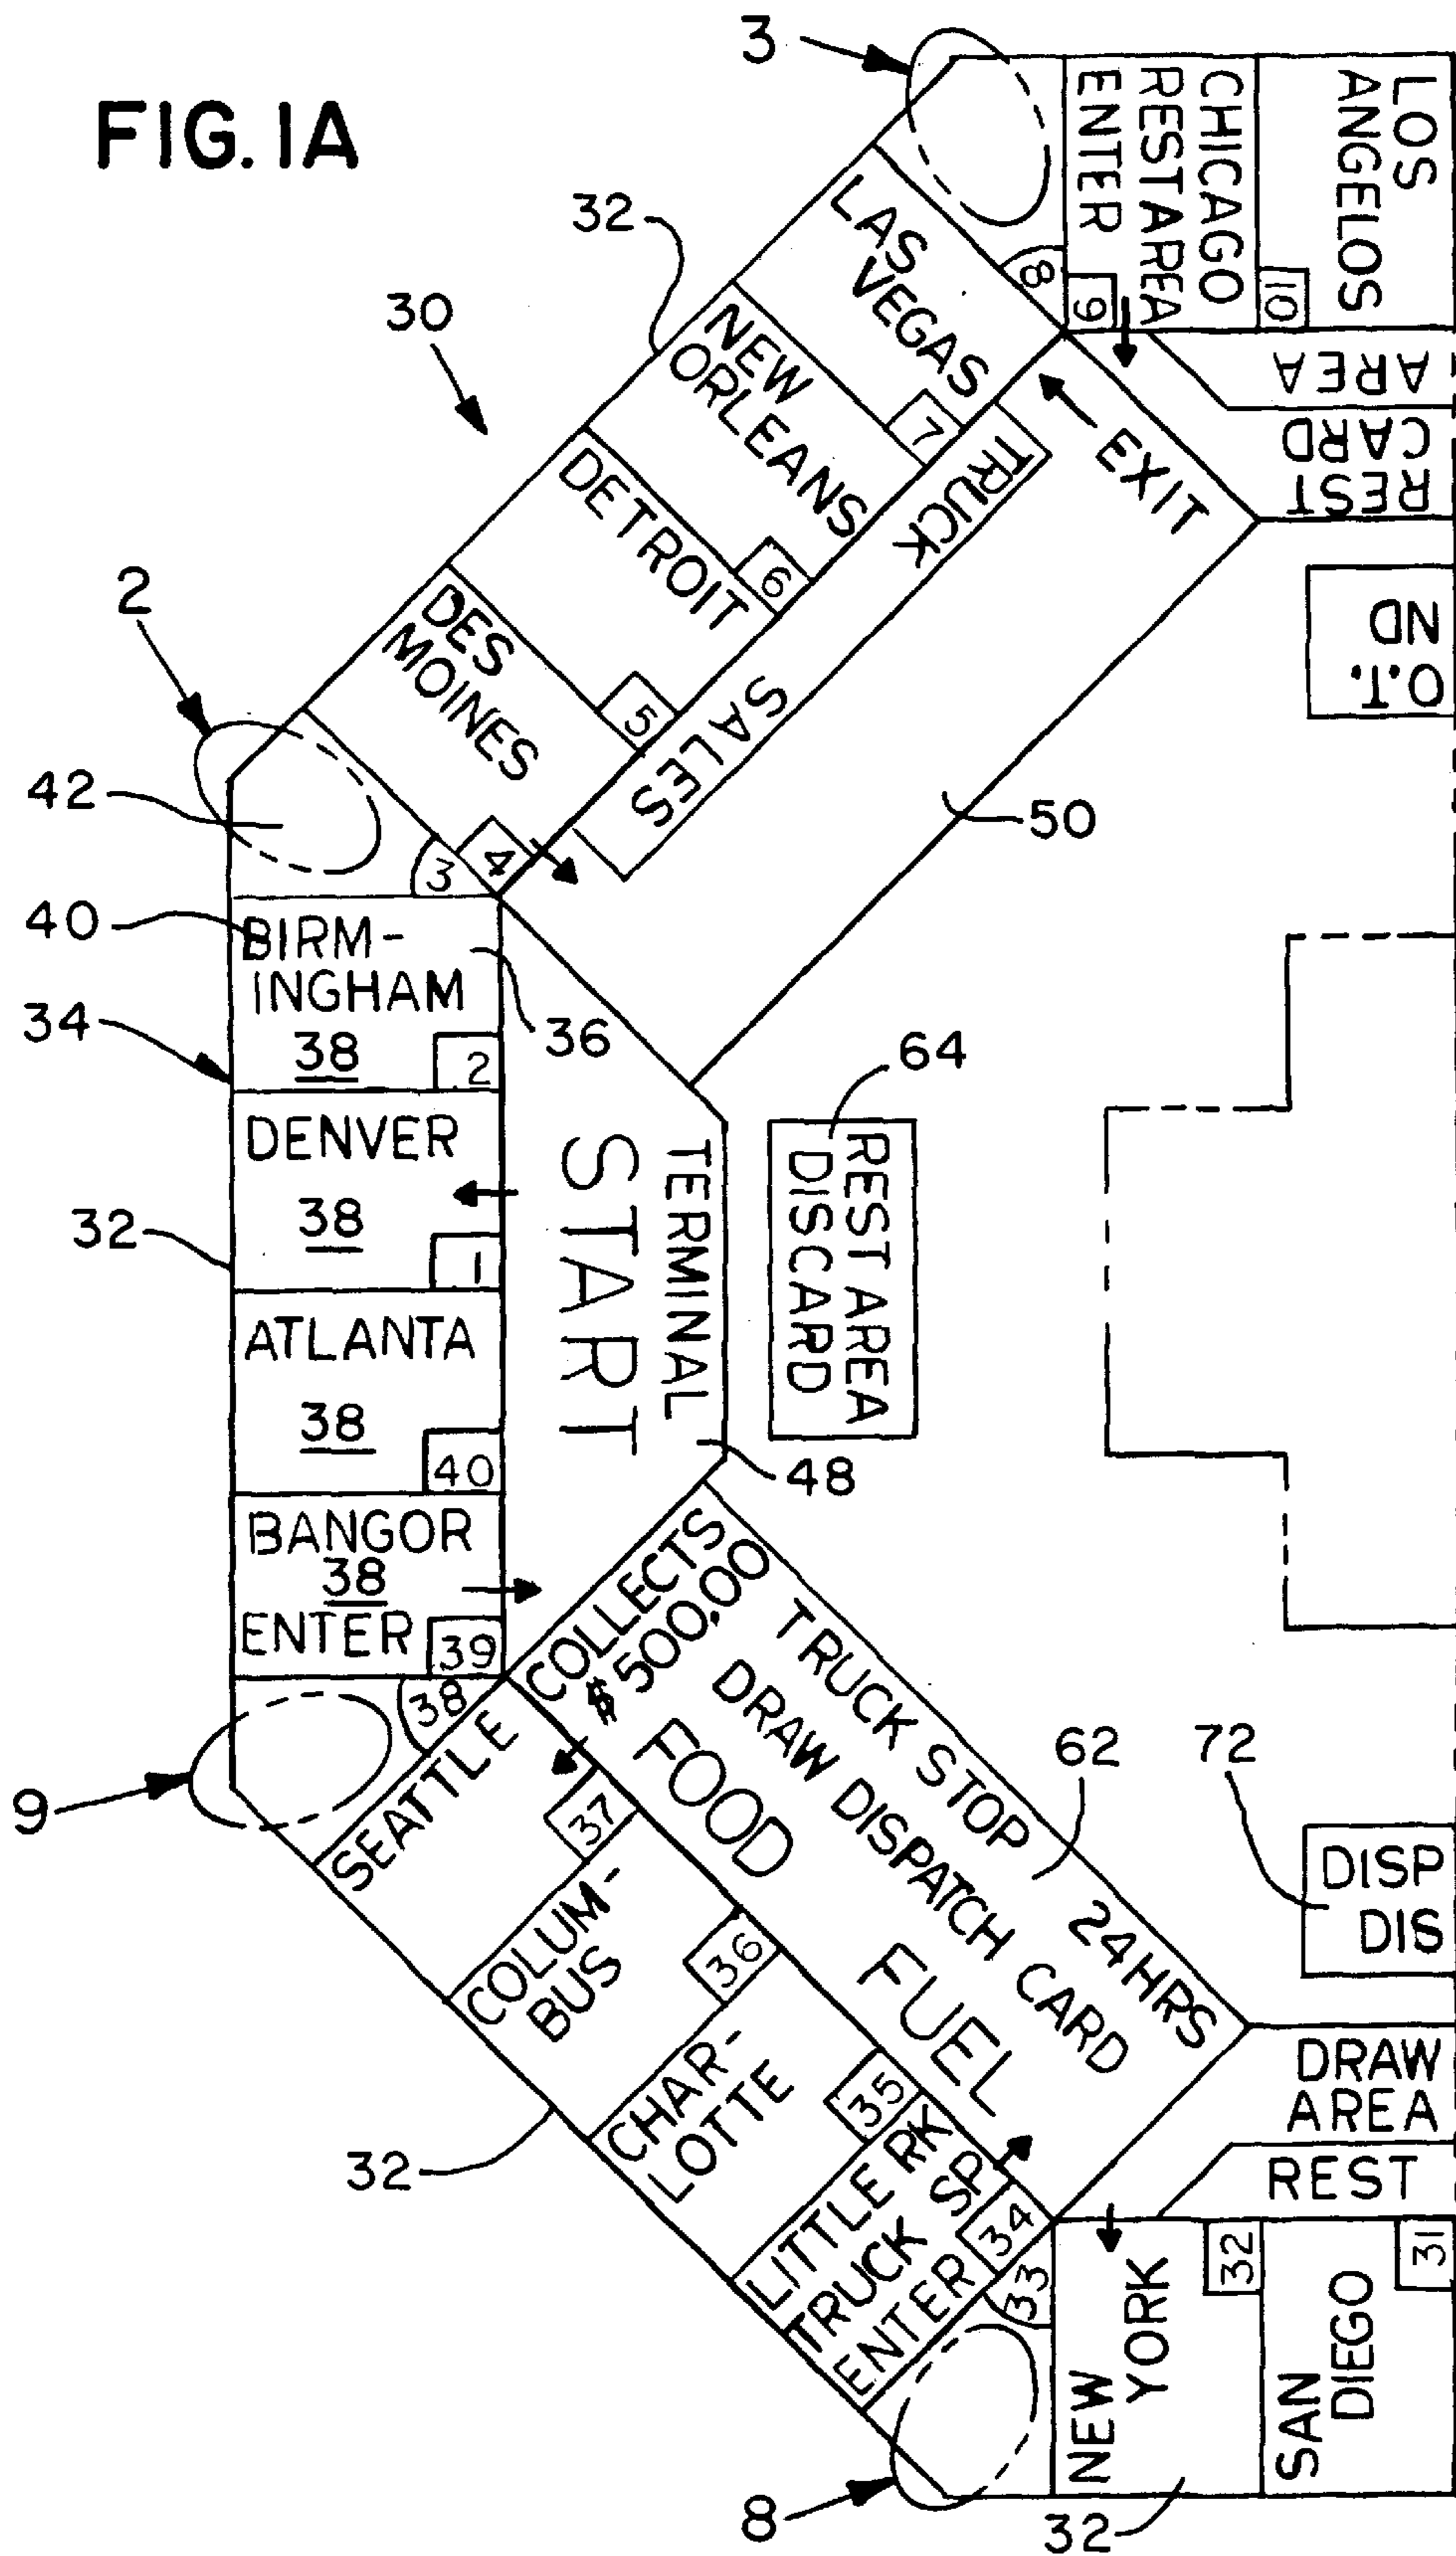 FIG. 1A
3
LOS
ANGELOS
10
CHICAGO
REST AREA
ENTER
9
8
LAS
VEGAS
7
32
NEW
ORLEANS
6
30
DETROIT
5
DES
MOINES
4
TRUCK
SALES
EXIT
AREA
CARD
REST
O.T.
ND
50
2
42
3
40
BIRM-
INGHAM
38
2
36
34
DENVER
38
1
32
ATLANTA
38
40
BANGOR
38
ENTER
39
TERMINAL
START
48
64
REST AREA
DISCARD
38
9
SEATTLE
37
COLUM-
BUS
36
CHAR-
LOTTE
35
32
LITTLE RK
TRUCK SP
ENTER
34
COLLECTS
$500.00
TRUCK STOP 24 HRS
DRAW DISPATCH CARD
FOOD FUEL
62
72
DISP
DIS
DRAW
AREA
REST
33
8
NEW
YORK
32
32
SAN
DIEGO
31